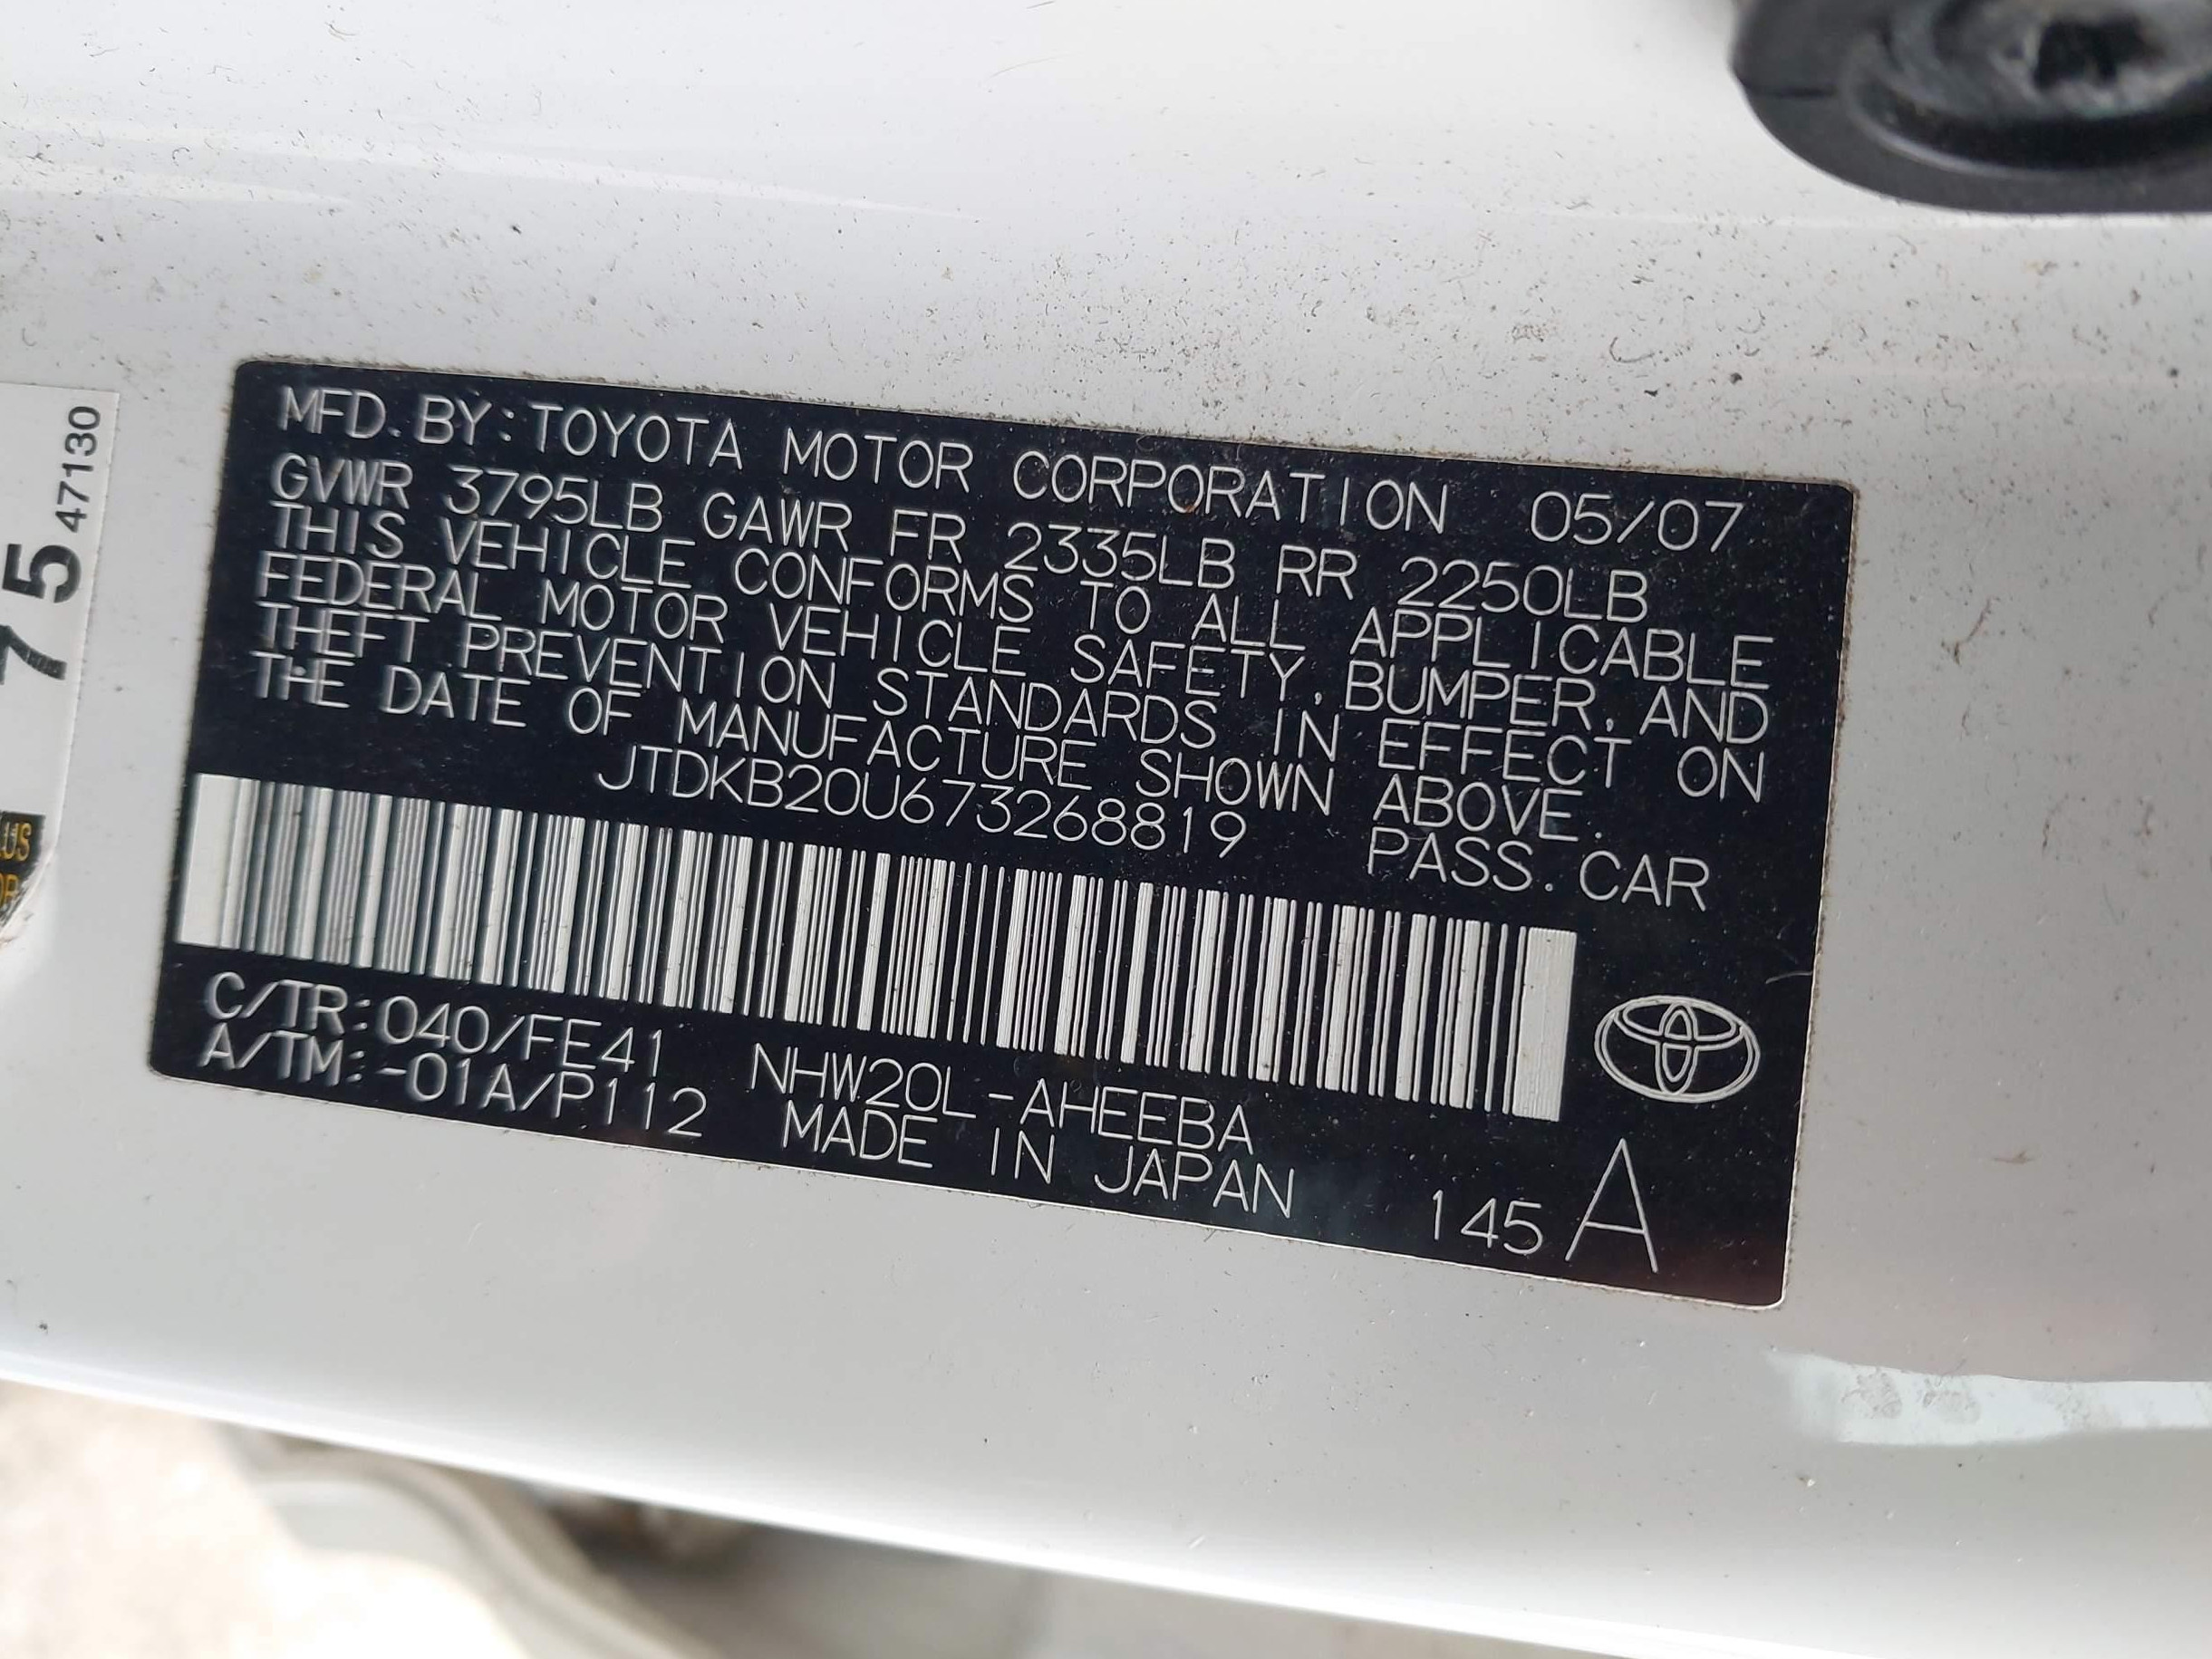 MFD. BY: TOYOTA MOTOR CORPORATION 05/07
GVWR 3795LB GAWR FR 2335LB RR 2250LB
THIS VEHICLE CONFORMS TO ALL APPLICABLE
FEDERAL MOTOR VEHICLE SAFETY, BUMPER, AND
THEFT PREVENTION STANDARDS IN EFFECT ON
THE DATE OF MANUFACTURE SHOWN ABOVE.
JTDKB20U673268819 PASS. CAR
C/TR: 040/FE41 NHW20L-AHEEBA
A/TM: -01A/P112 MADE IN JAPAN 145 A
75
47130